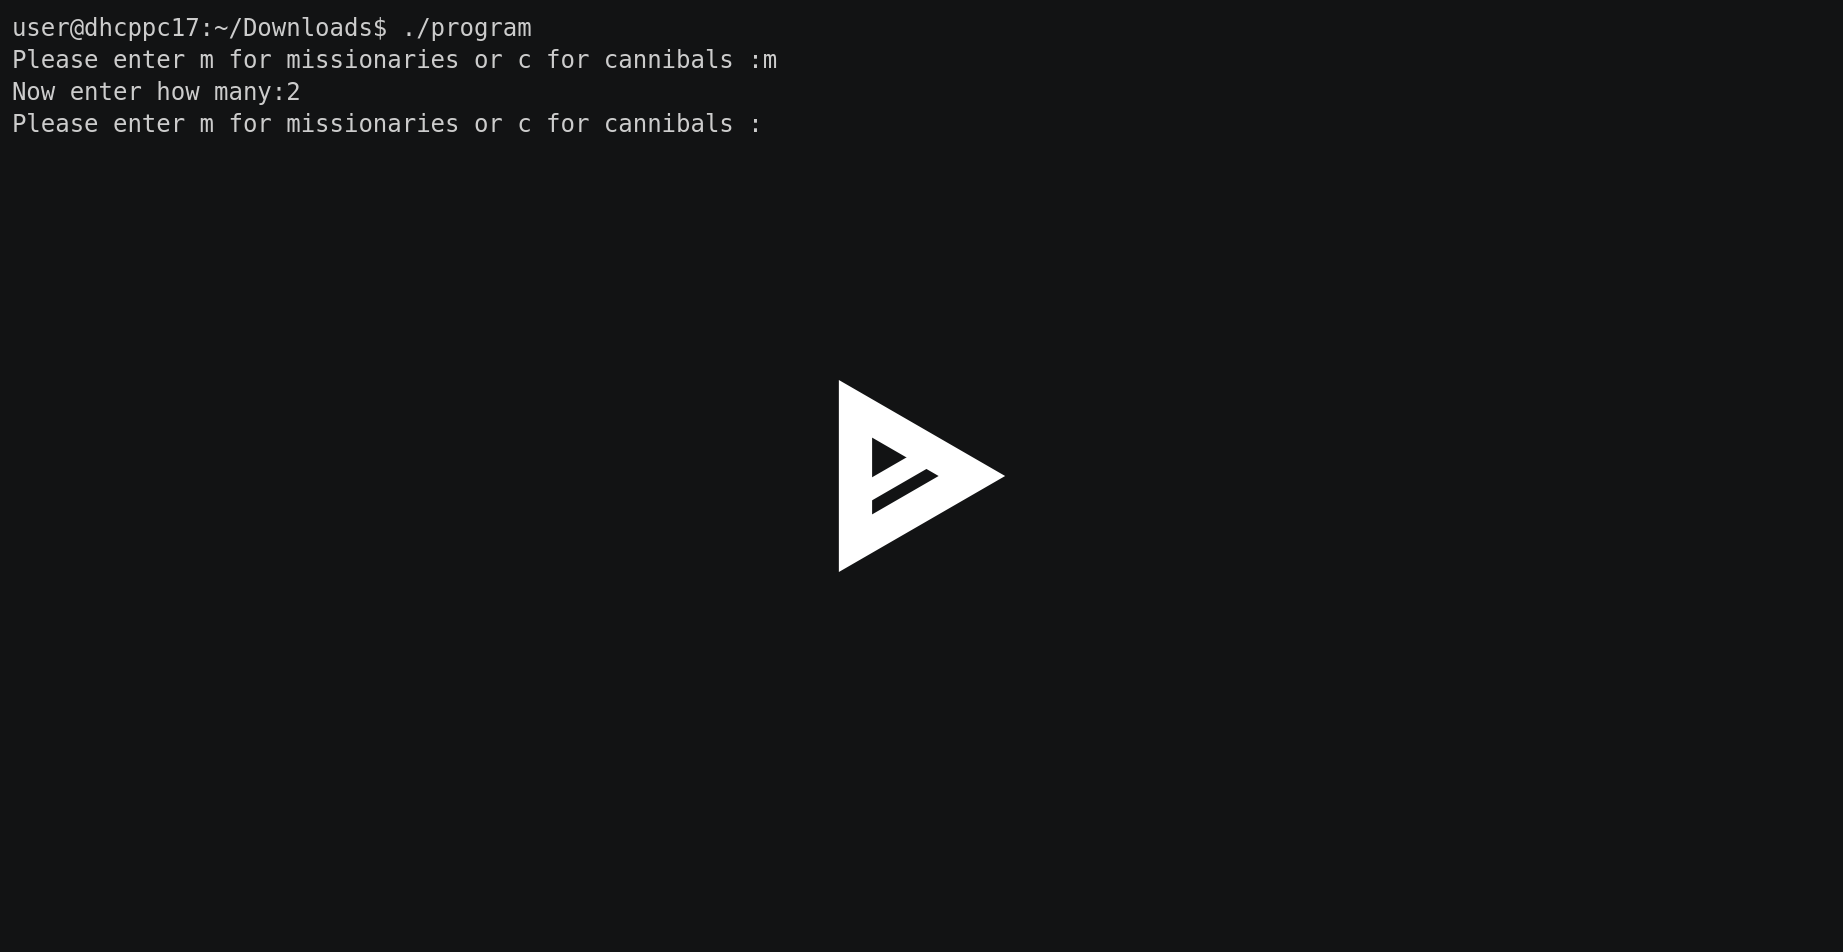 user@dhcppc17:~/Downloads$ ./program
Please enter m for missionaries or c for cannibals :m
Now enter how many:2
Please enter m for missionaries or c for cannibals :